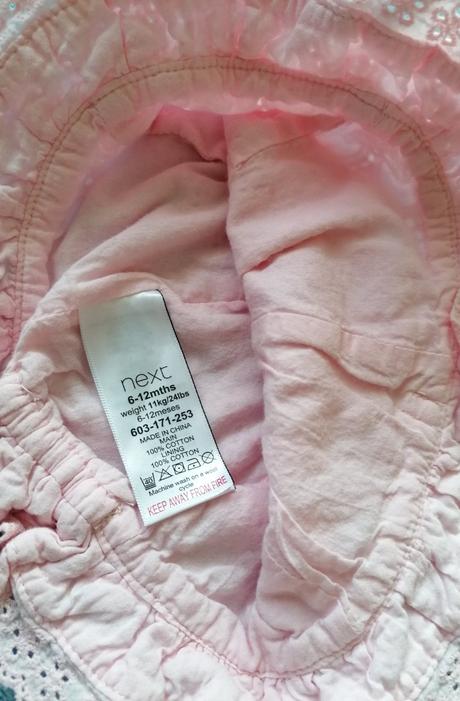 next
6-12mths
weight 11kg/24lbs
6-12meses
603-171-253
MADE IN CHINA
MAIN
100% COTTON
LINING
100% COTTON
40
Machine wash on a wool
cycle
KEEP AWAY FROM FIRE